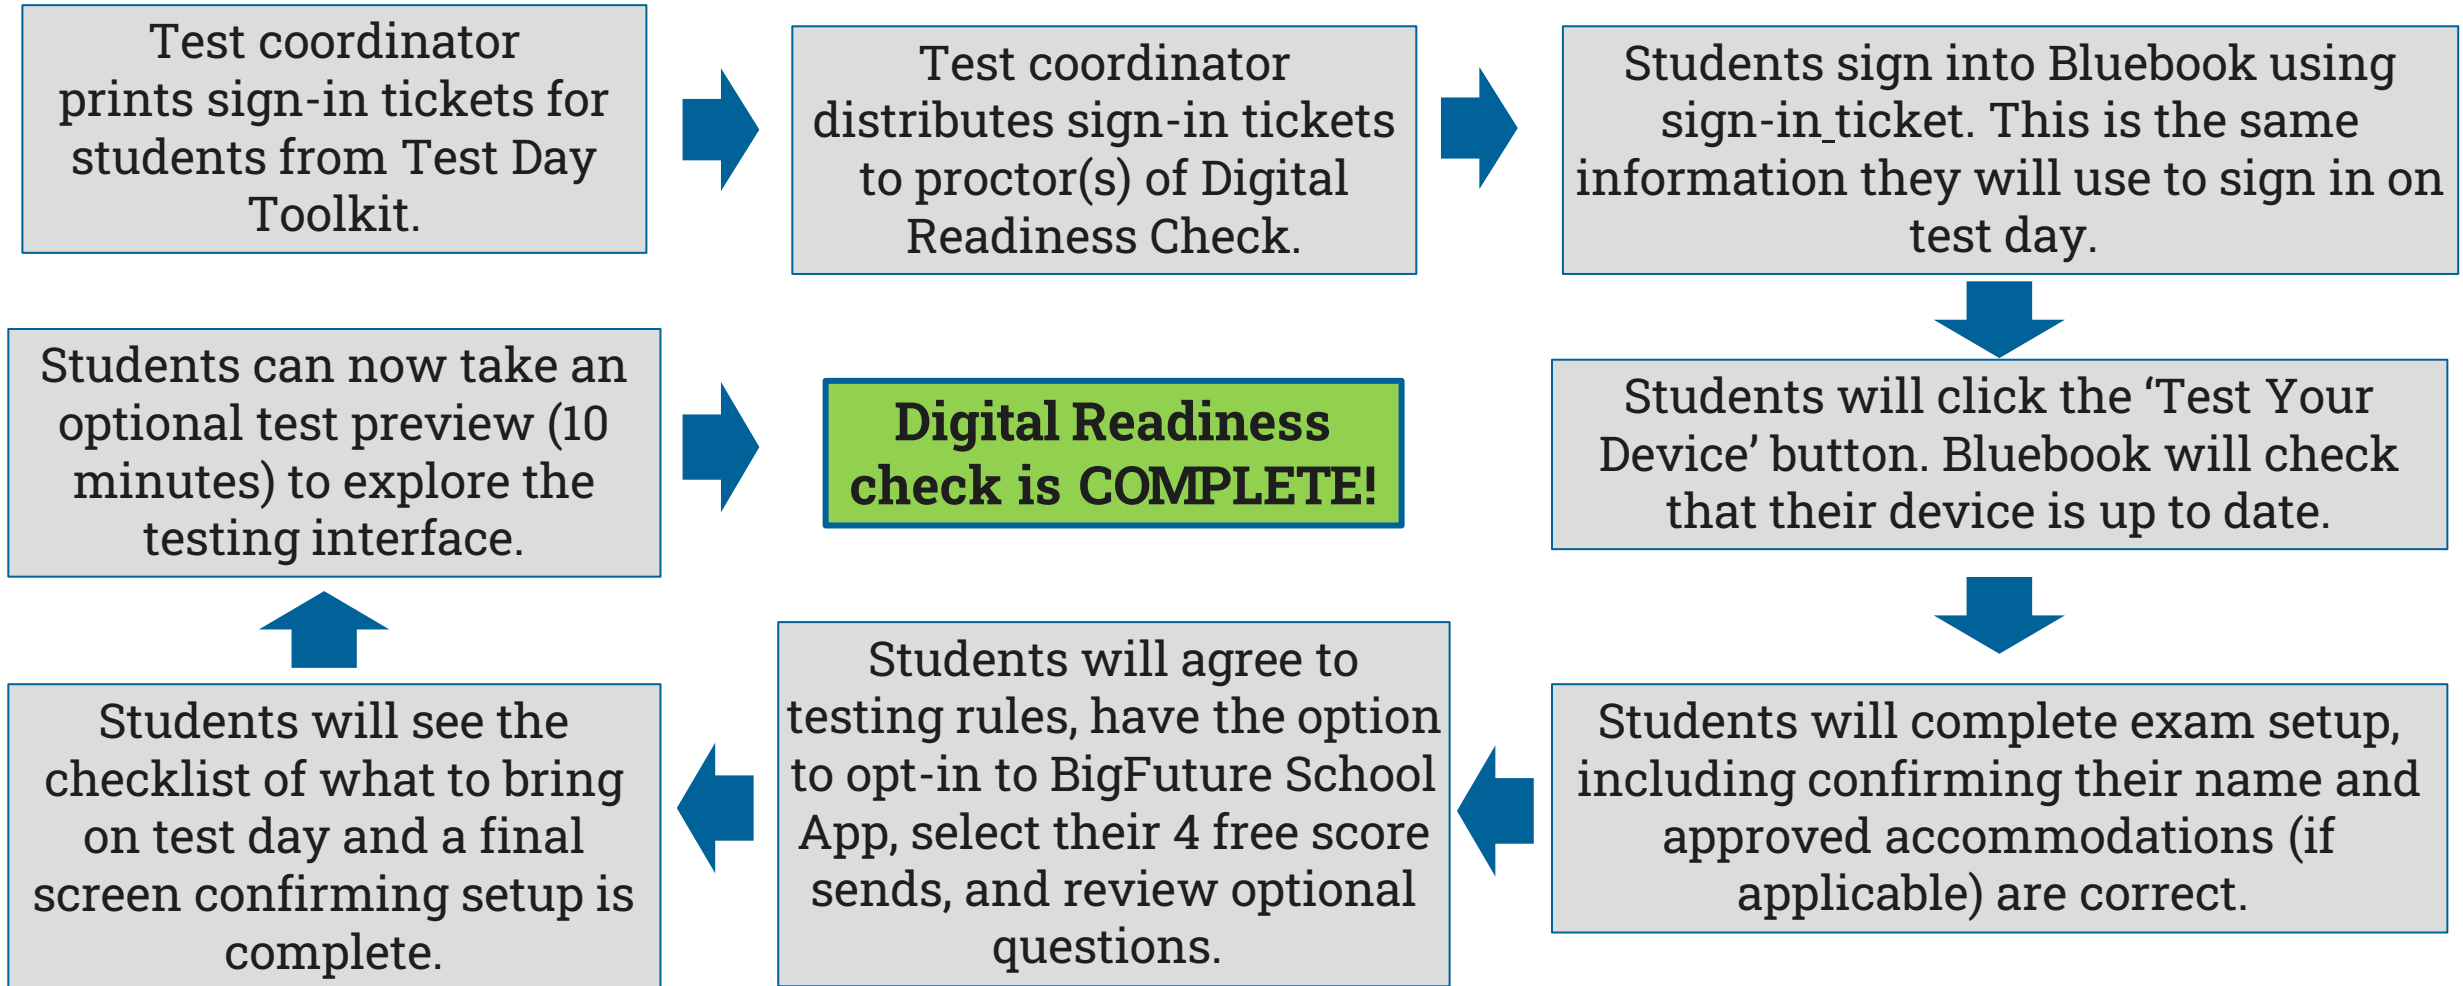 Test coordinator
prints sign-in tickets for
students from Test Day
Toolkit.
Test coordinator
distributes sign-in tickets
to proctor(s) of Digital
Readiness Check.
Students sign into Bluebook using
sign-in ticket. This is the same
information they will use to sign in on
test day.
Students will click the ‘Test Your
Device’ button. Bluebook will check
that their device is up to date.
Students will complete exam setup,
including confirming their name and
approved accommodations (if
applicable) are correct.
Students will agree to
testing rules, have the option
to opt-in to BigFuture School
App, select their 4 free score
sends, and review optional
questions.
Students will see the
checklist of what to bring
on test day and a final
screen confirming setup is
complete.
Students can now take an
optional test preview (10
minutes) to explore the
testing interface.
Digital Readiness
check is COMPLETE!